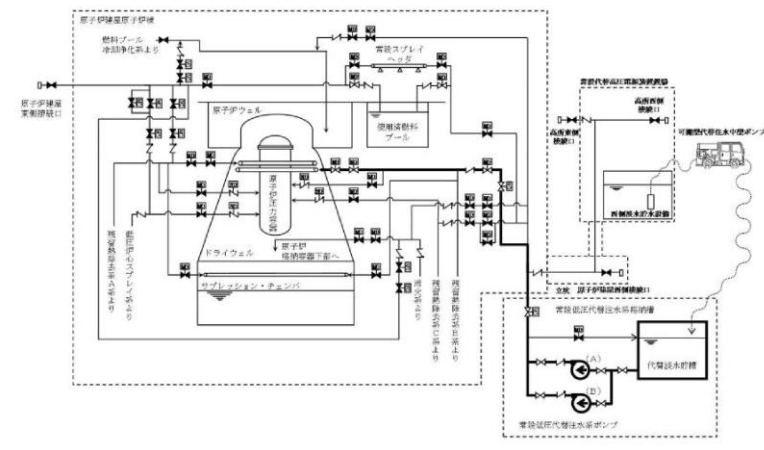 原子炉建屋原子炉棟
燃料プール
冷却浄化系より
常設スプレイ
ヘッダ
原子炉建屋
東側接続口
原子炉ウェル
使用済燃料
プール
原子炉圧力容器
常設代替高圧電源装置置場
高所東側
接続口
高所西側
接続口
可搬型代替注水中型ポンプ
西側淡水貯水設備
ドライウェル
原子炉
格納容器下部へ
サプレッション・チェンバ
残留熱除去系A系より
低圧炉心スプレイ系より
消火系より
残留熱除去系C系より
残留熱除去系B系より
立坑
原子炉建屋西側接続口
常設低圧代替注水系格納槽
代替淡水貯槽
(A)
(B)
常設低圧代替注水系ポンプ